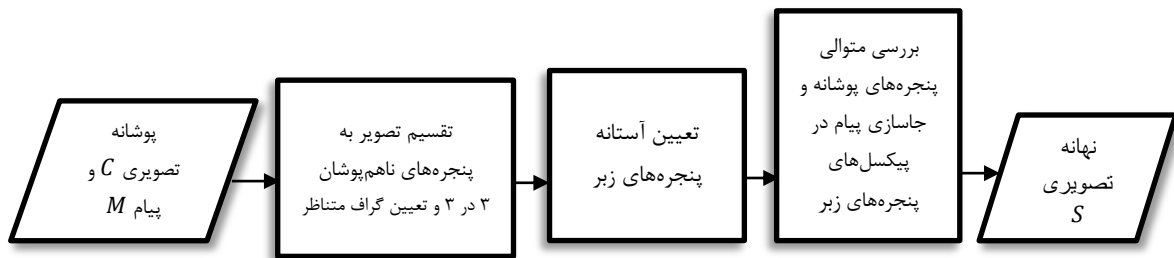 پوشانه
تصویری C و
پیام M
تقسیم تصویر به
پنجره‌های ناهم‌پوشان
۳ در ۳ و تعیین گراف متناظر
تعیین آستانه
پنجره‌های زبر
بررسی متوالی
پنجره‌های پوشانه و
جاسازی پیام در
پیکسل‌های
پنجره‌های زبر
نهانه
تصویری
S